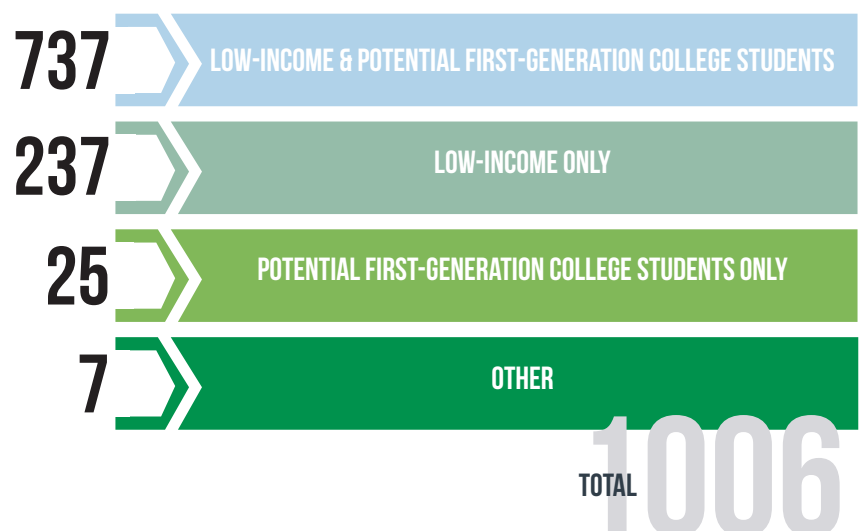 737 LOW-INCOME & POTENTIAL FIRST-GENERATION COLLEGE STUDENTS
237 LOW-INCOME ONLY
25 POTENTIAL FIRST-GENERATION COLLEGE STUDENTS ONLY
7 OTHER
TOTAL 1006